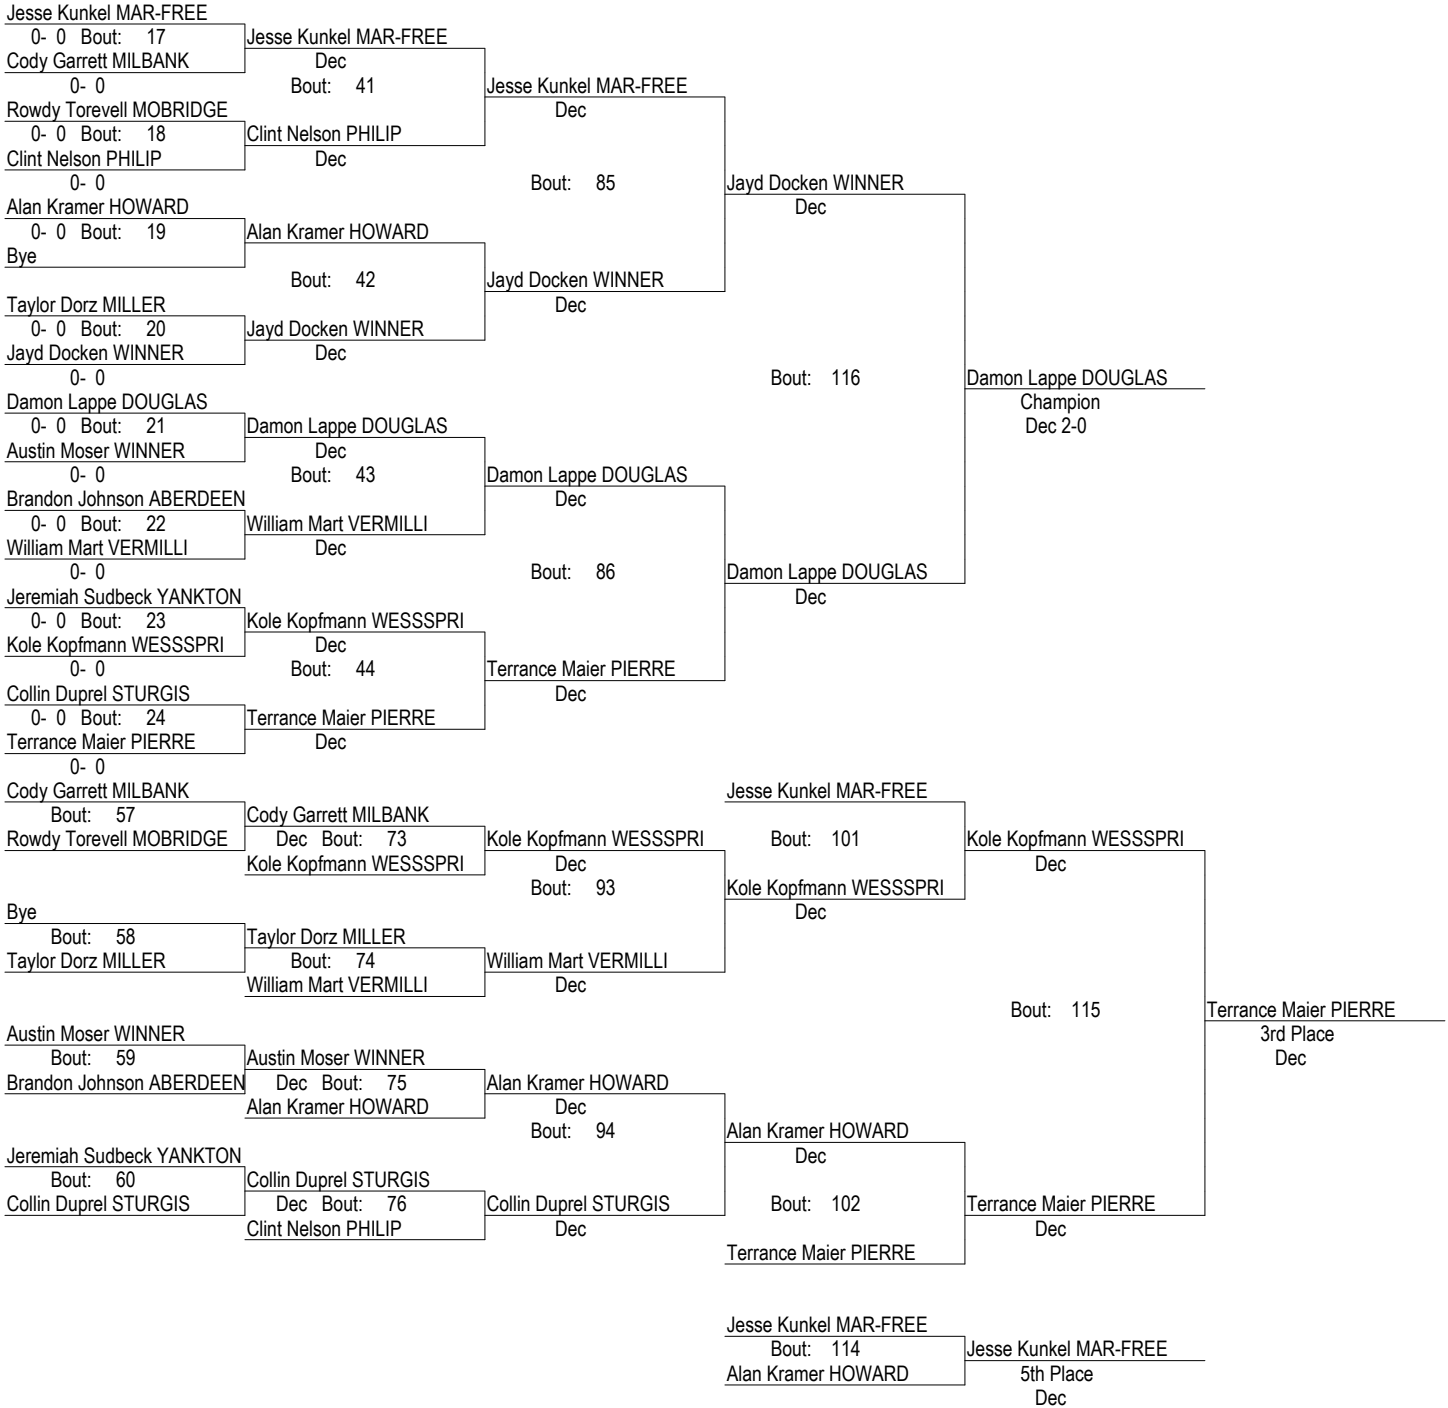 Jesse Kunkel MAR-FREE
0- 0 Bout: 17 Jesse Kunkel MAR-FREE
Cody Garrett MILBANK Dec
0- 0 Bout: 41 Jesse Kunkel MAR-FREE
Rowdy Torevell MOBRIDGE Dec
0- 0 Bout: 18 Clint Nelson PHILIP
Clint Nelson PHILIP Dec
0- 0 Bout: 85 Jayd Docken WINNER
Alan Kramer HOWARD Dec
0- 0 Bout: 19 Alan Kramer HOWARD
Bye
Bout: 42 Jayd Docken WINNER
Taylor Dorz MILLER Dec
0- 0 Bout: 20 Jayd Docken WINNER
Jayd Docken WINNER Dec
0- 0 Bout: 116 Damon Lappe DOUGLAS
Damon Lappe DOUGLAS Champion
0- 0 Bout: 21 Damon Lappe DOUGLAS Dec 2-0
Austin Moser WINNER Dec
0- 0 Bout: 43 Damon Lappe DOUGLAS
Brandon Johnson ABERDEEN Dec
0- 0 Bout: 22 William Mart VERMILLI
William Mart VERMILLI Dec
0- 0 Bout: 86 Damon Lappe DOUGLAS
Jeremiah Sudbeck YANKTON Dec
0- 0 Bout: 23 Kole Kopfmann WESSSPRI
Kole Kopfmann WESSSPRI Dec
0- 0 Bout: 44 Terrance Maier PIERRE
Collin Duprel STURGIS Dec
0- 0 Bout: 24 Terrance Maier PIERRE
Terrance Maier PIERRE Dec
0- 0
Cody Garrett MILBANK Jesse Kunkel MAR-FREE
Bout: 57 Cody Garrett MILBANK
Rowdy Torevell MOBRIDGE Dec Bout: 73 Kole Kopfmann WESSSPRI Bout: 101 Kole Kopfmann WESSSPRI
Kole Kopfmann WESSSPRI Dec Dec
Bout: 93 Kole Kopfmann WESSSPRI
Bye Dec
Bout: 58 Taylor Dorz MILLER
Taylor Dorz MILLER Bout: 74 William Mart VERMILLI
William Mart VERMILLI Dec
Bout: 115 Terrance Maier PIERRE
Austin Moser WINNER 3rd Place
Bout: 59 Austin Moser WINNER Dec
Brandon Johnson ABERDEEN Dec Bout: 75 Alan Kramer HOWARD
Alan Kramer HOWARD Dec
Bout: 94 Alan Kramer HOWARD
Jeremiah Sudbeck YANKTON Dec
Bout: 60 Collin Duprel STURGIS
Collin Duprel STURGIS Dec Bout: 76 Collin Duprel STURGIS Bout: 102 Terrance Maier PIERRE
Clint Nelson PHILIP Dec Dec
Terrance Maier PIERRE
Jesse Kunkel MAR-FREE
Bout: 114 Jesse Kunkel MAR-FREE
Alan Kramer HOWARD 5th Place
Dec